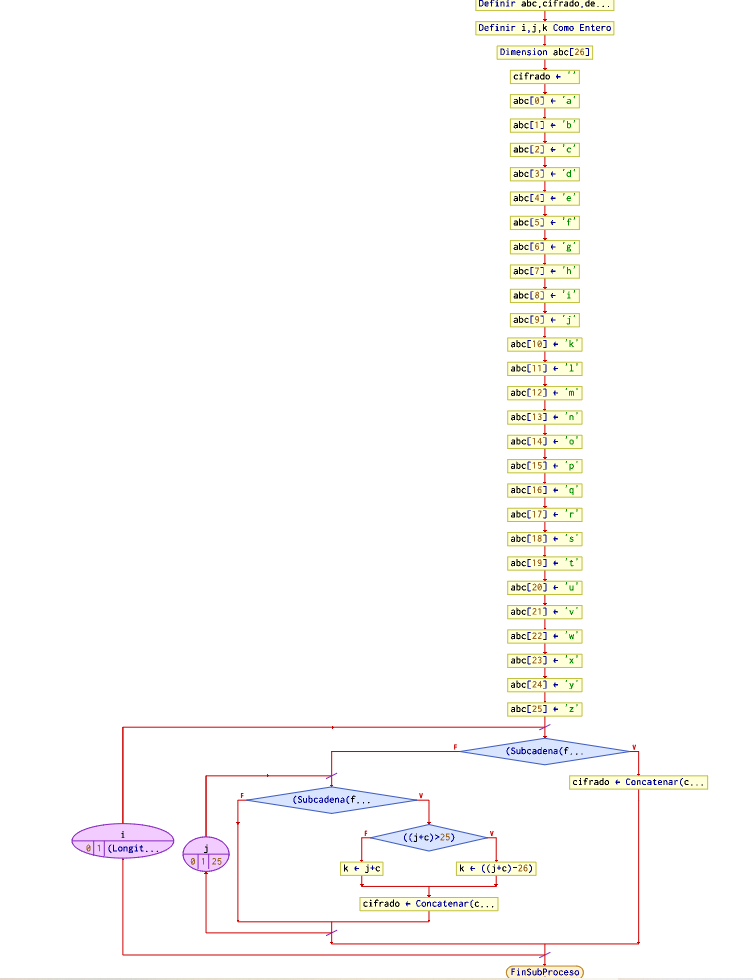 Definir abc,cifrado,de...
Definir i,j,k Como Entero
Dimension abc[26]
cifrado ← ''
abc[0] ← 'a'
abc[1] ← 'b'
abc[2] ← 'c'
abc[3] ← 'd'
abc[4] ← 'e'
abc[5] ← 'f'
abc[6] ← 'g'
abc[7] ← 'h'
abc[8] ← 'i'
abc[9] ← 'j'
abc[10] ← 'k'
abc[11] ← 'l'
abc[12] ← 'm'
abc[13] ← 'n'
abc[14] ← 'o'
abc[15] ← 'p'
abc[16] ← 'q'
abc[17] ← 'r'
abc[18] ← 's'
abc[19] ← 't'
abc[20] ← 'u'
abc[21] ← 'v'
abc[22] ← 'w'
abc[23] ← 'x'
abc[24] ← 'y'
abc[25] ← 'z'
F (Subcadena(f... V
cifrado ← Concatenar(c...
F (Subcadena(f... V
i
0 1 (Longit...
j
0 1 25
F ((j+c)>25) V
k ← j+c
k ← ((j+c)-26)
cifrado ← Concatenar(c...
FinSubProceso